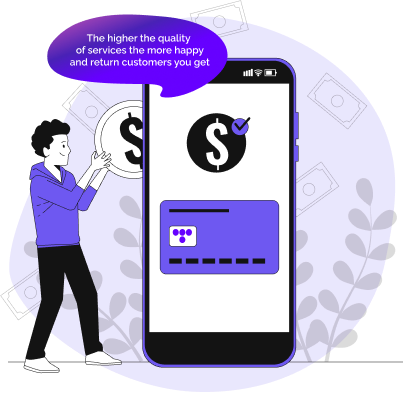 The higher the quality
of services the more happy
and return customers you get
$
$